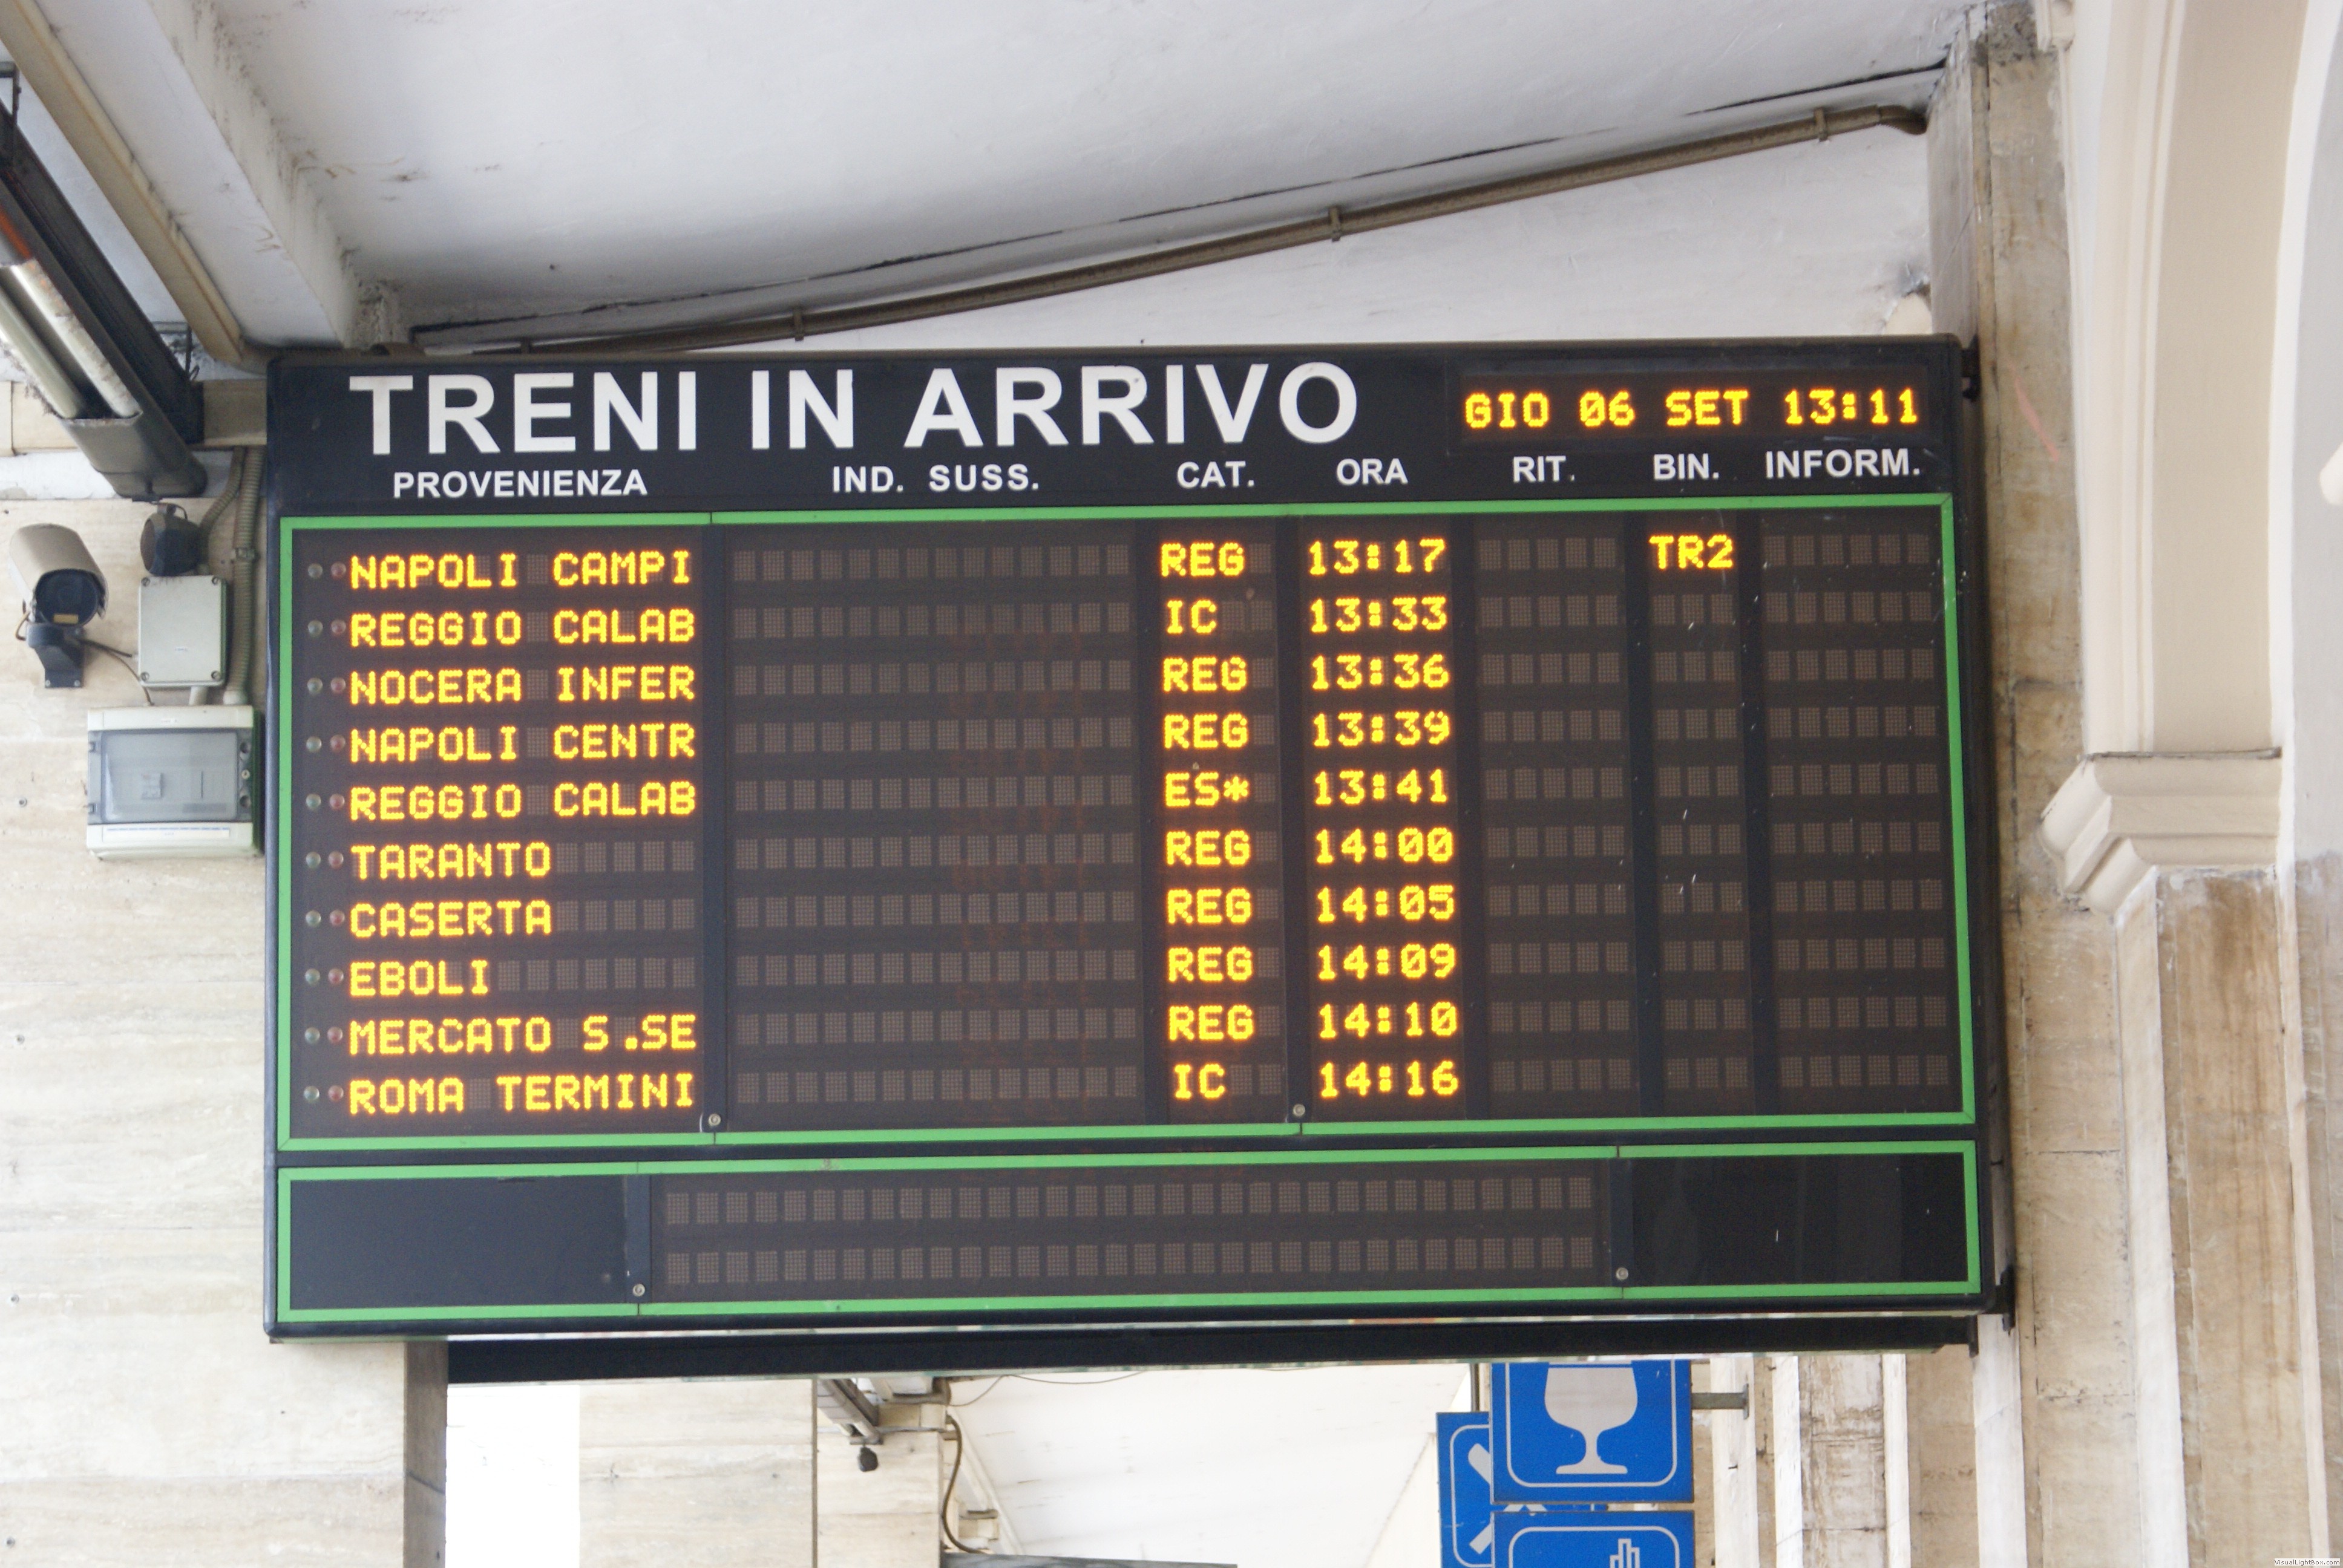 TRENI IN ARRIVO GIO 06 SET 13:11
PROVENIENZA IND. SUSS. CAT. ORA RIT. BIN. INFORM.
NAPOLI CAMPI REG 13:17 TR2
REGGIO CALAB IC 13:33
NOCERA INFER REG 13:36
NAPOLI CENTR REG 13:39
REGGIO CALAB ES* 13:41
TARANTO REG 14:00
CASERTA REG 14:05
EBOLI REG 14:09
MERCATO S.SE REG 14:10
ROMA TERMINI IC 14:16
VisualLightBox.com